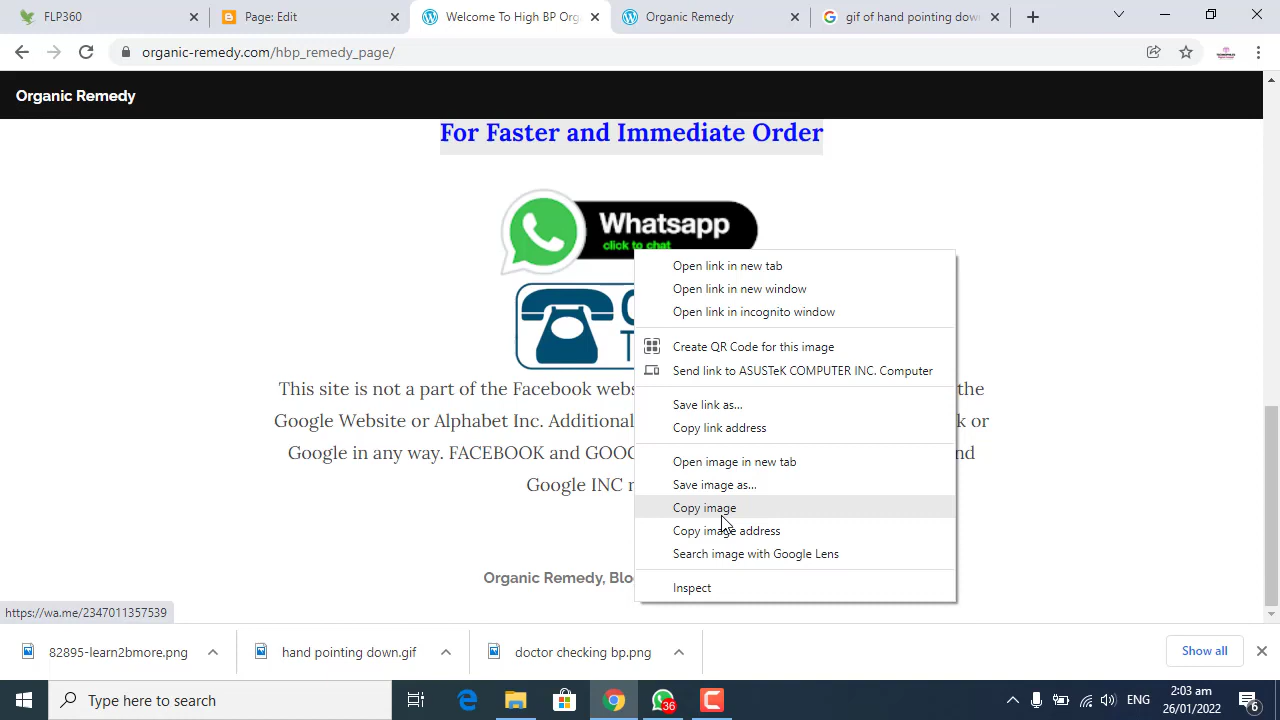 FLP360
Page: Edit
Welcome To High BP Org
Organic Remedy
gif of hand pointing down
organic-remedy.com/hbp_remedy_page/
Organic Remedy
For Faster and Immediate Order
Whatsapp
click to chat
Open link in new tab
Open link in new window
Open link in incognito window
Create QR Code for this image
Send link to ASUSTeK COMPUTER INC. Computer
Save link as...
Copy link address
Open image in new tab
Save image as...
Copy image
Copy image address
Search image with Google Lens
Inspect
This site is not a part of the Facebook the
Google Website or Alphabet Inc. or
Google in any way. FACEBOOK and
Google INC
Organic Remedy,
https://wa.me/2347011357539
82895-learn2bmore.png
hand pointing down.gif
doctor checking bp.png
Show all
Type here to search
36
ENG
2:03 am
26/01/2022
6